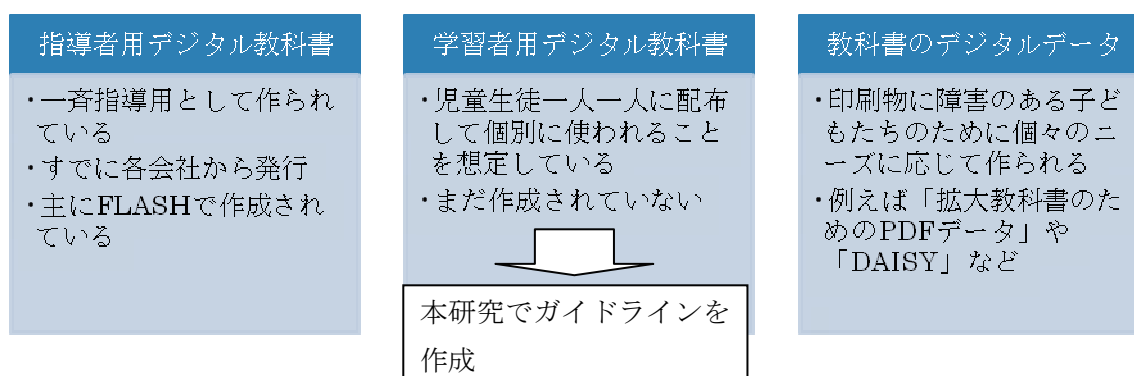 指導者用デジタル教科書
・一斉指導用として作られ
ている
・すでに各会社から発行
・主にFLASHで作成され
ている
学習者用デジタル教科書
・児童生徒一人一人に配布
して個別に使われること
を想定している
・まだ作成されていない
本研究でガイドラインを
作成
教科書のデジタルデータ
・印刷物に障害のある子ど
もたちのために個々のニ
ーズに応じて作られる
・例えば「拡大教科書のた
めのPDFデータ」や
「DAISY」など